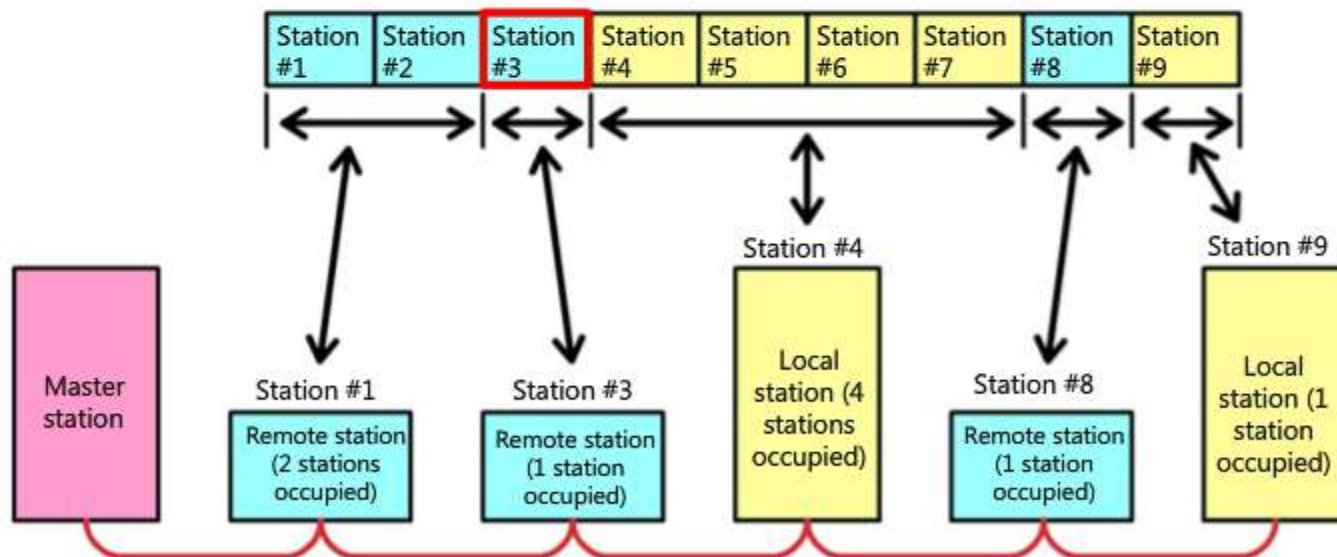 Station #1
Station #2
Station #3
Station #4
Station #5
Station #6
Station #7
Station #8
Station #9
Station #4
Station #9
Master
station
Station #1
Remote station
(2 stations
occupied)
Station #3
Remote station
(1 station
occupied)
Local
station (4
stations
occupied)
Station #8
Remote station
(1 station
occupied)
Local
station (1
station
occupied)